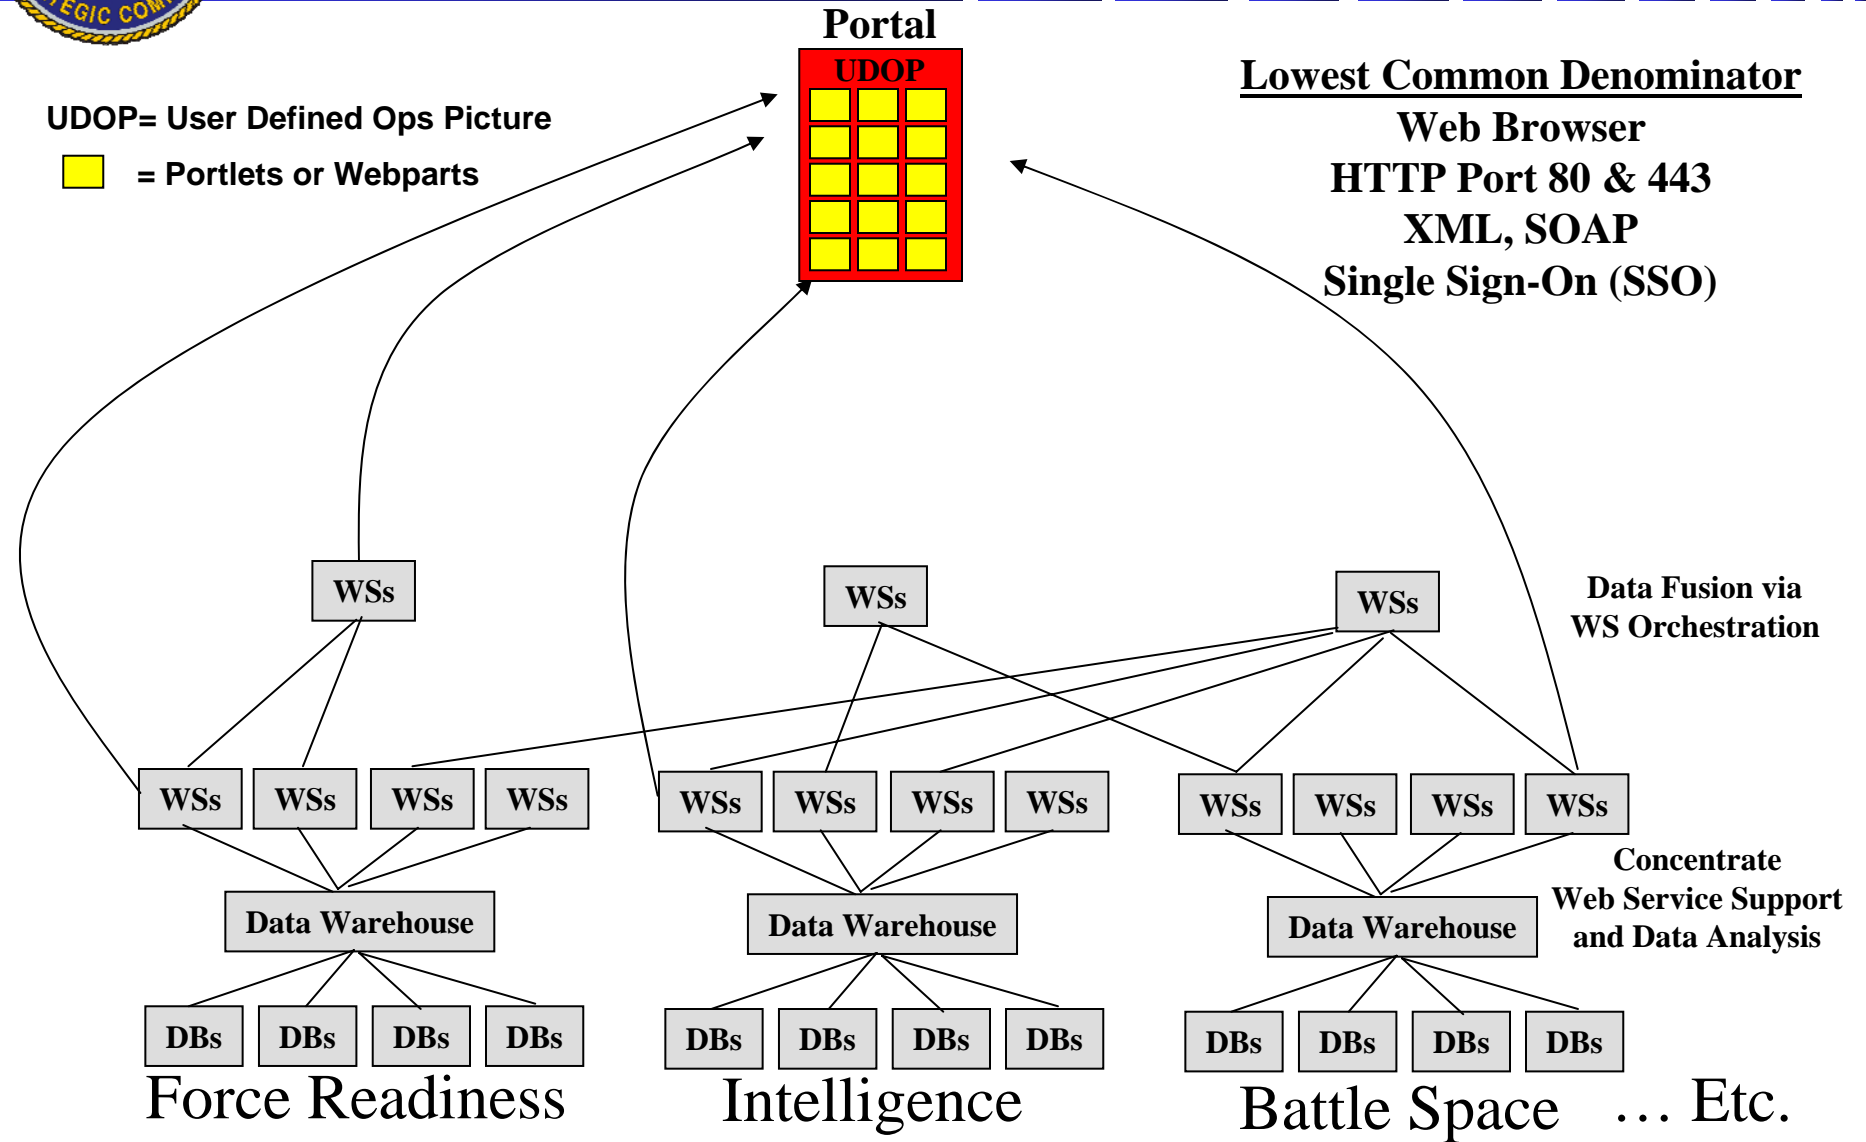 Portal
UDOP
Lowest Common Denominator
Web Browser
HTTP Port 80 & 443
XML, SOAP
Single Sign-On (SSO)
UDOP= User Defined Ops Picture
= Portlets or Webparts
WSs
WSs
WSs
Data Fusion via
WS Orchestration
WSs WSs WSs WSs
WSs WSs WSs WSs
WSs WSs WSs WSs
Concentrate
Web Service Support
and Data Analysis
Data Warehouse
Data Warehouse
Data Warehouse
DBs DBs DBs DBs
DBs DBs DBs DBs
DBs DBs DBs DBs
Force Readiness
Intelligence
Battle Space
… Etc.